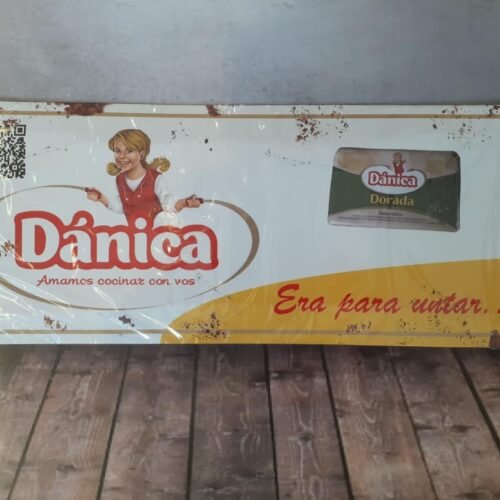 Dánica
Amamos cocinar con vos
Dánica
Dorada
Era para untar..